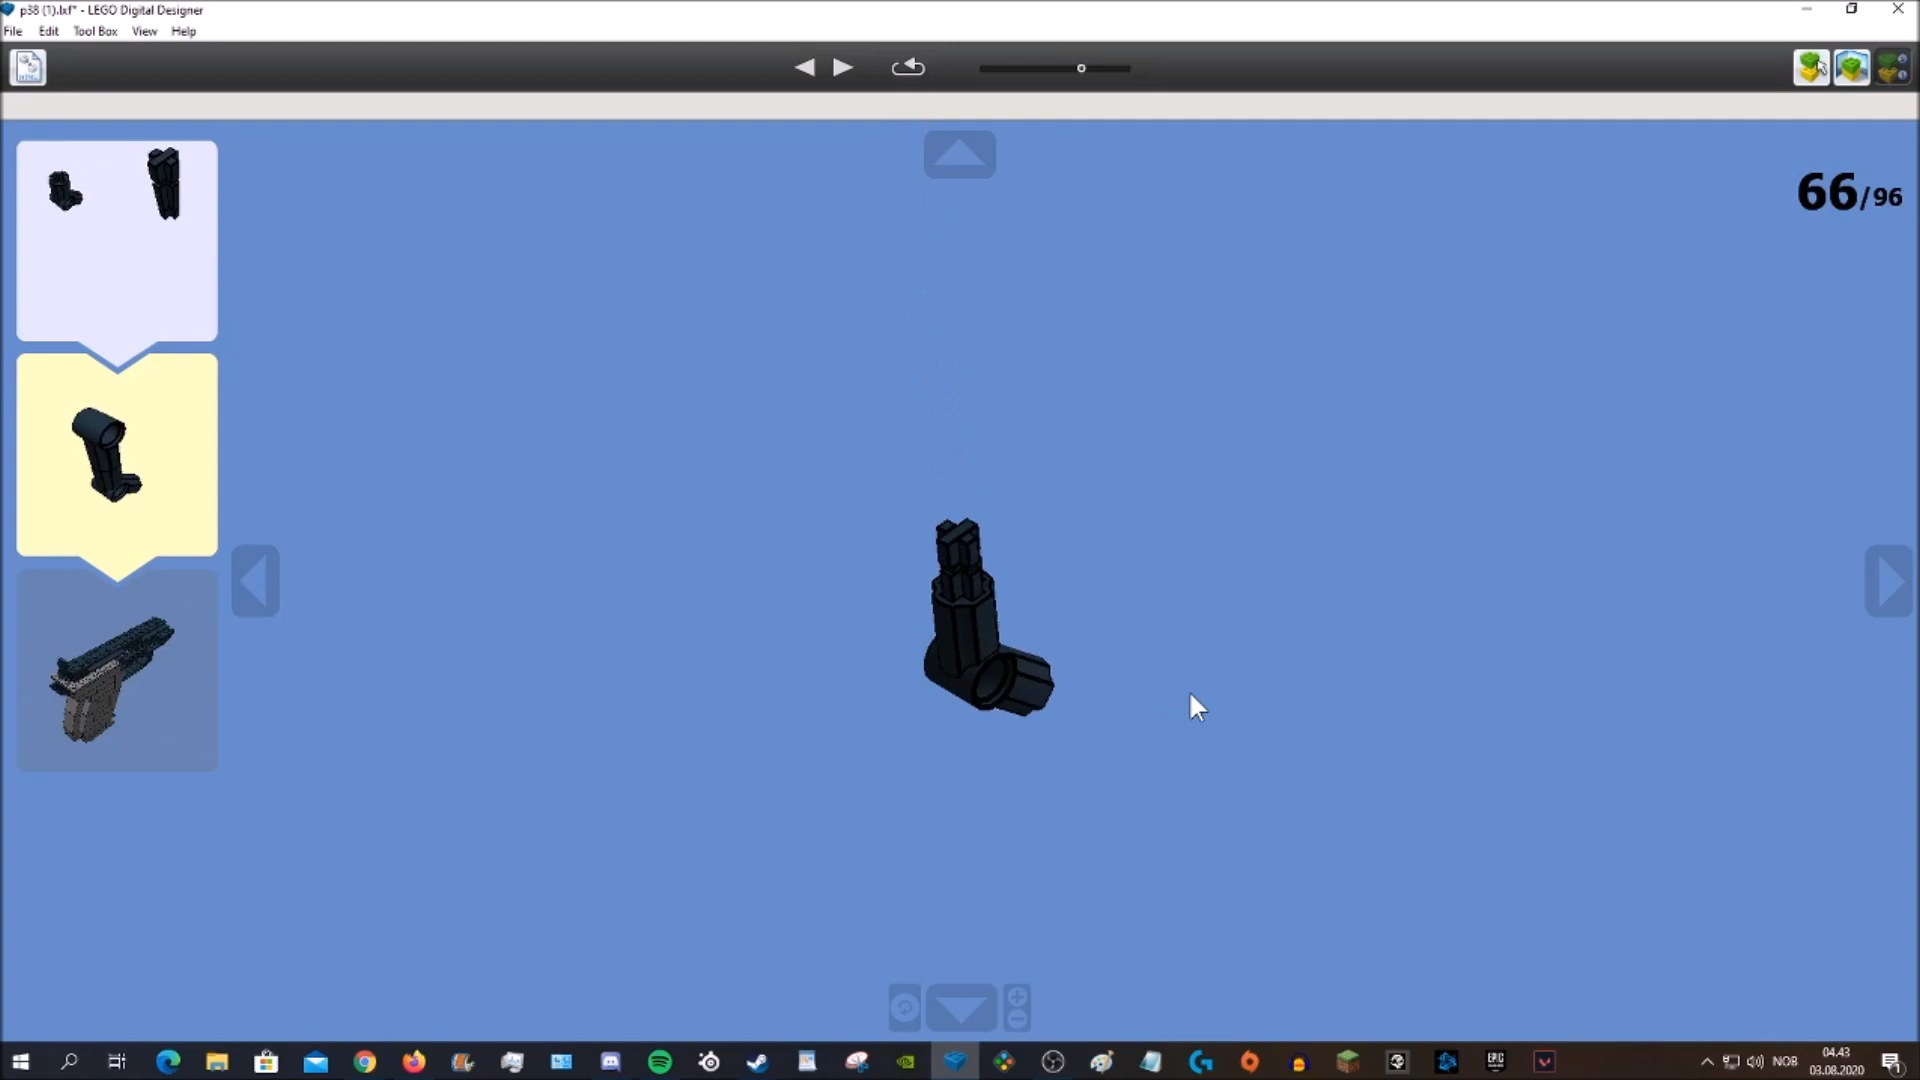 p38 (1).lxf* - LEGO Digital Designer
File Edit Tool Box View Help
66/96
NOB
04.43
03.08.2020
EPIC